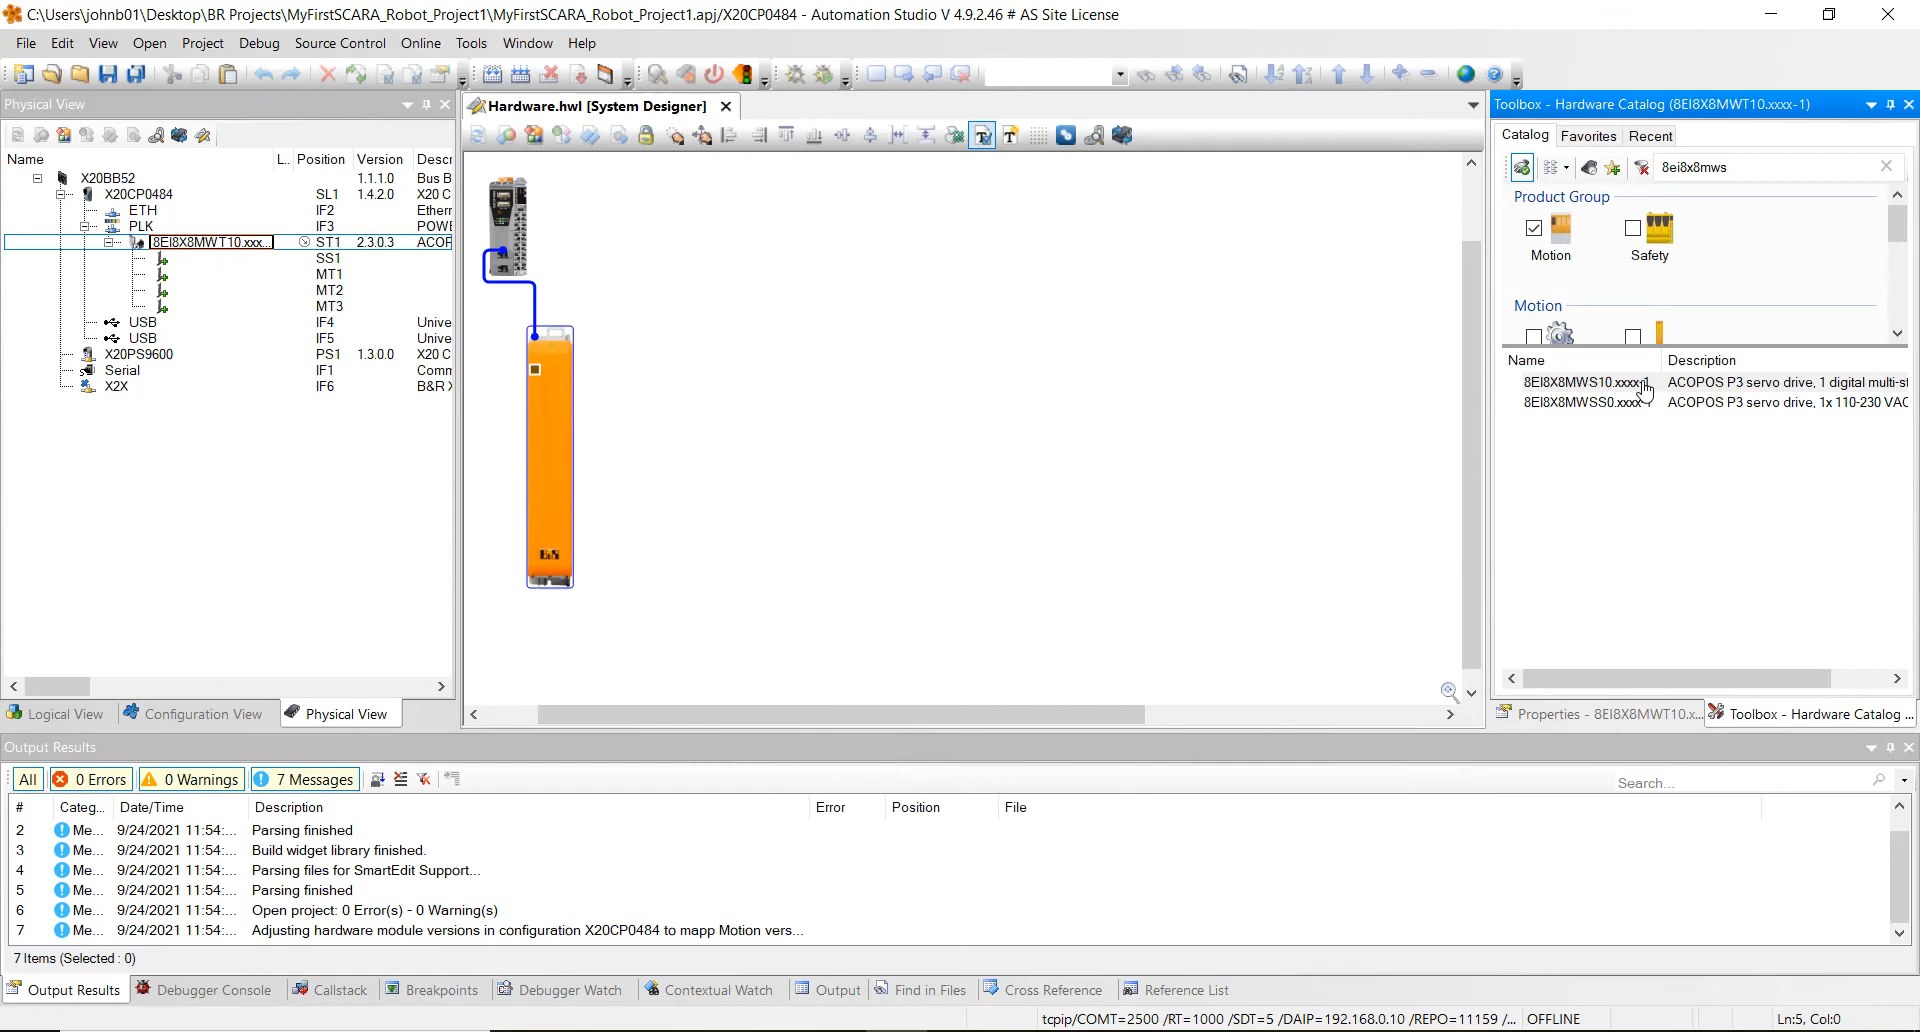 C:\Users\johnb01\Desktop\BR Projects\MyFirstSCARA_Robot_Project1\MyFirstSCARA_Robot_Project1.apj/X20CP0484 - Automation Studio V 4.9.2.46 # AS Site License
File Edit View Open Project Debug Source Control Online Tools Window Help
Physical View
Name L.. Position Version Descr
X20BB52 1.1.1.0 Bus B
X20CP0484 SL1 1.4.2.0 X20 C
ETH IF2 Ethern
PLK IF3 POWE
8EI8X8MWT10.xxx... ST1 2.3.0.3 ACOP
SS1
MT1
MT2
MT3
USB IF4 Unive
USB IF5 Unive
X20PS9600 PS1 1.3.0.0 X20 C
Serial IF1 Comm
X2X IF6 B&R X
Logical View Configuration View Physical View
Hardware.hwl [System Designer]
Toolbox - Hardware Catalog (8EI8X8MWT10.xxxx-1)
Catalog Favorites Recent
8ei8x8mws
Product Group
Motion Safety
Motion
Name Description
8EI8X8MWS10.xxxx-1 ACOPOS P3 servo drive, 1 digital multi-st
8EI8X8MWSS0.xxxx-1 ACOPOS P3 servo drive, 1x 110-230 VAC
Properties - 8EI8X8MWT10.x... Toolbox - Hardware Catalog ...
Output Results
All 0 Errors 0 Warnings 7 Messages Search...
# Categ... Date/Time Description Error Position File
2 Me... 9/24/2021 11:54:... Parsing finished
3 Me... 9/24/2021 11:54:... Build widget library finished.
4 Me... 9/24/2021 11:54:... Parsing files for SmartEdit Support...
5 Me... 9/24/2021 11:54:... Parsing finished
6 Me... 9/24/2021 11:54:... Open project: 0 Error(s) - 0 Warning(s)
7 Me... 9/24/2021 11:54:... Adjusting hardware module versions in configuration X20CP0484 to mapp Motion vers...
7 Items (Selected : 0)
Output Results Debugger Console Callstack Breakpoints Debugger Watch Contextual Watch Output Find in Files Cross Reference Reference List
tcpip/COMT=2500 /RT=1000 /SDT=5 /DAIP=192.168.0.10 /REPO=11159 /... OFFLINE Ln:5, Col:0